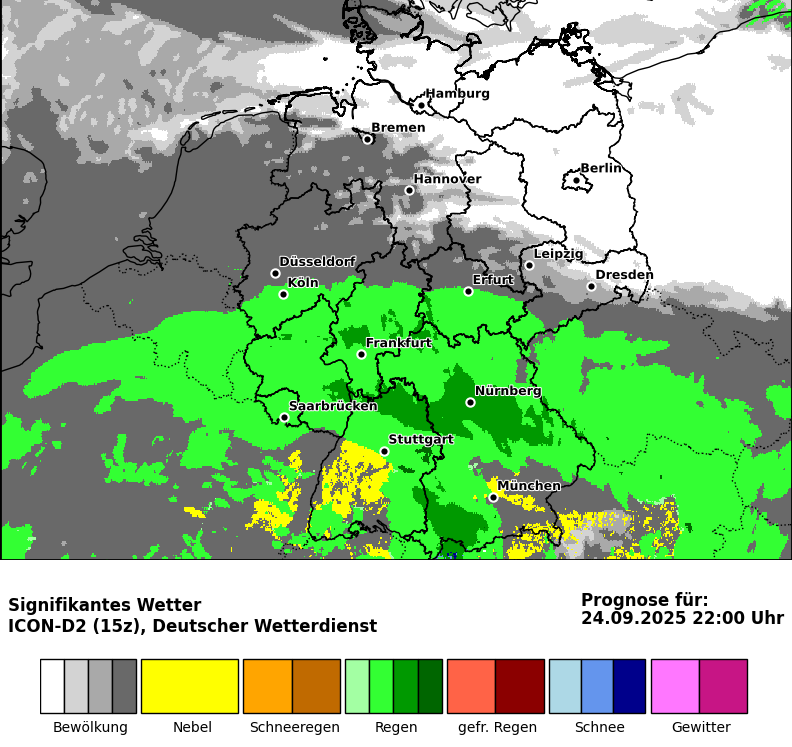 Hamburg
Bremen
Berlin
Hannover
Leipzig
Düsseldorf
Dresden
Köln
Erfurt
Frankfurt
Nürnberg
Saarbrücken
Stuttgart
München
Signifikantes Wetter
ICON-D2 (15z), Deutscher Wetterdienst
Prognose für:
24.09.2025 22:00 Uhr
Bewölkung Nebel Schneeregen Regen gefr. Regen Schnee Gewitter